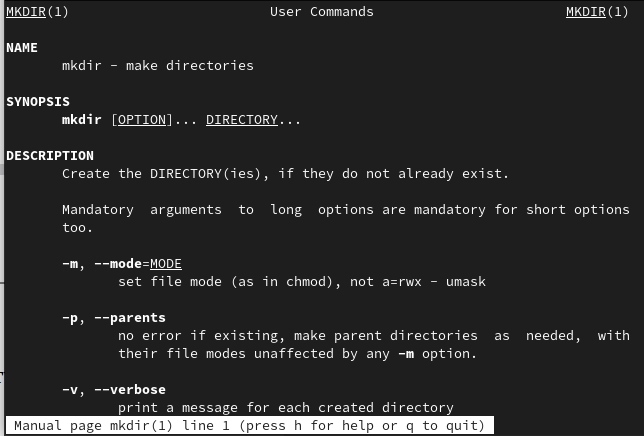 MKDIR(1) User Commands MKDIR(1)
NAME
mkdir - make directories
SYNOPSIS
mkdir [OPTION]... DIRECTORY...
DESCRIPTION
Create the DIRECTORY(ies), if they do not already exist.
Mandatory arguments to long options are mandatory for short options
too.
-m, --mode=MODE
set file mode (as in chmod), not a=rwx - umask
-p, --parents
no error if existing, make parent directories as needed, with
their file modes unaffected by any -m option.
-v, --verbose
print a message for each created directory
Manual page mkdir(1) line 1 (press h for help or q to quit)